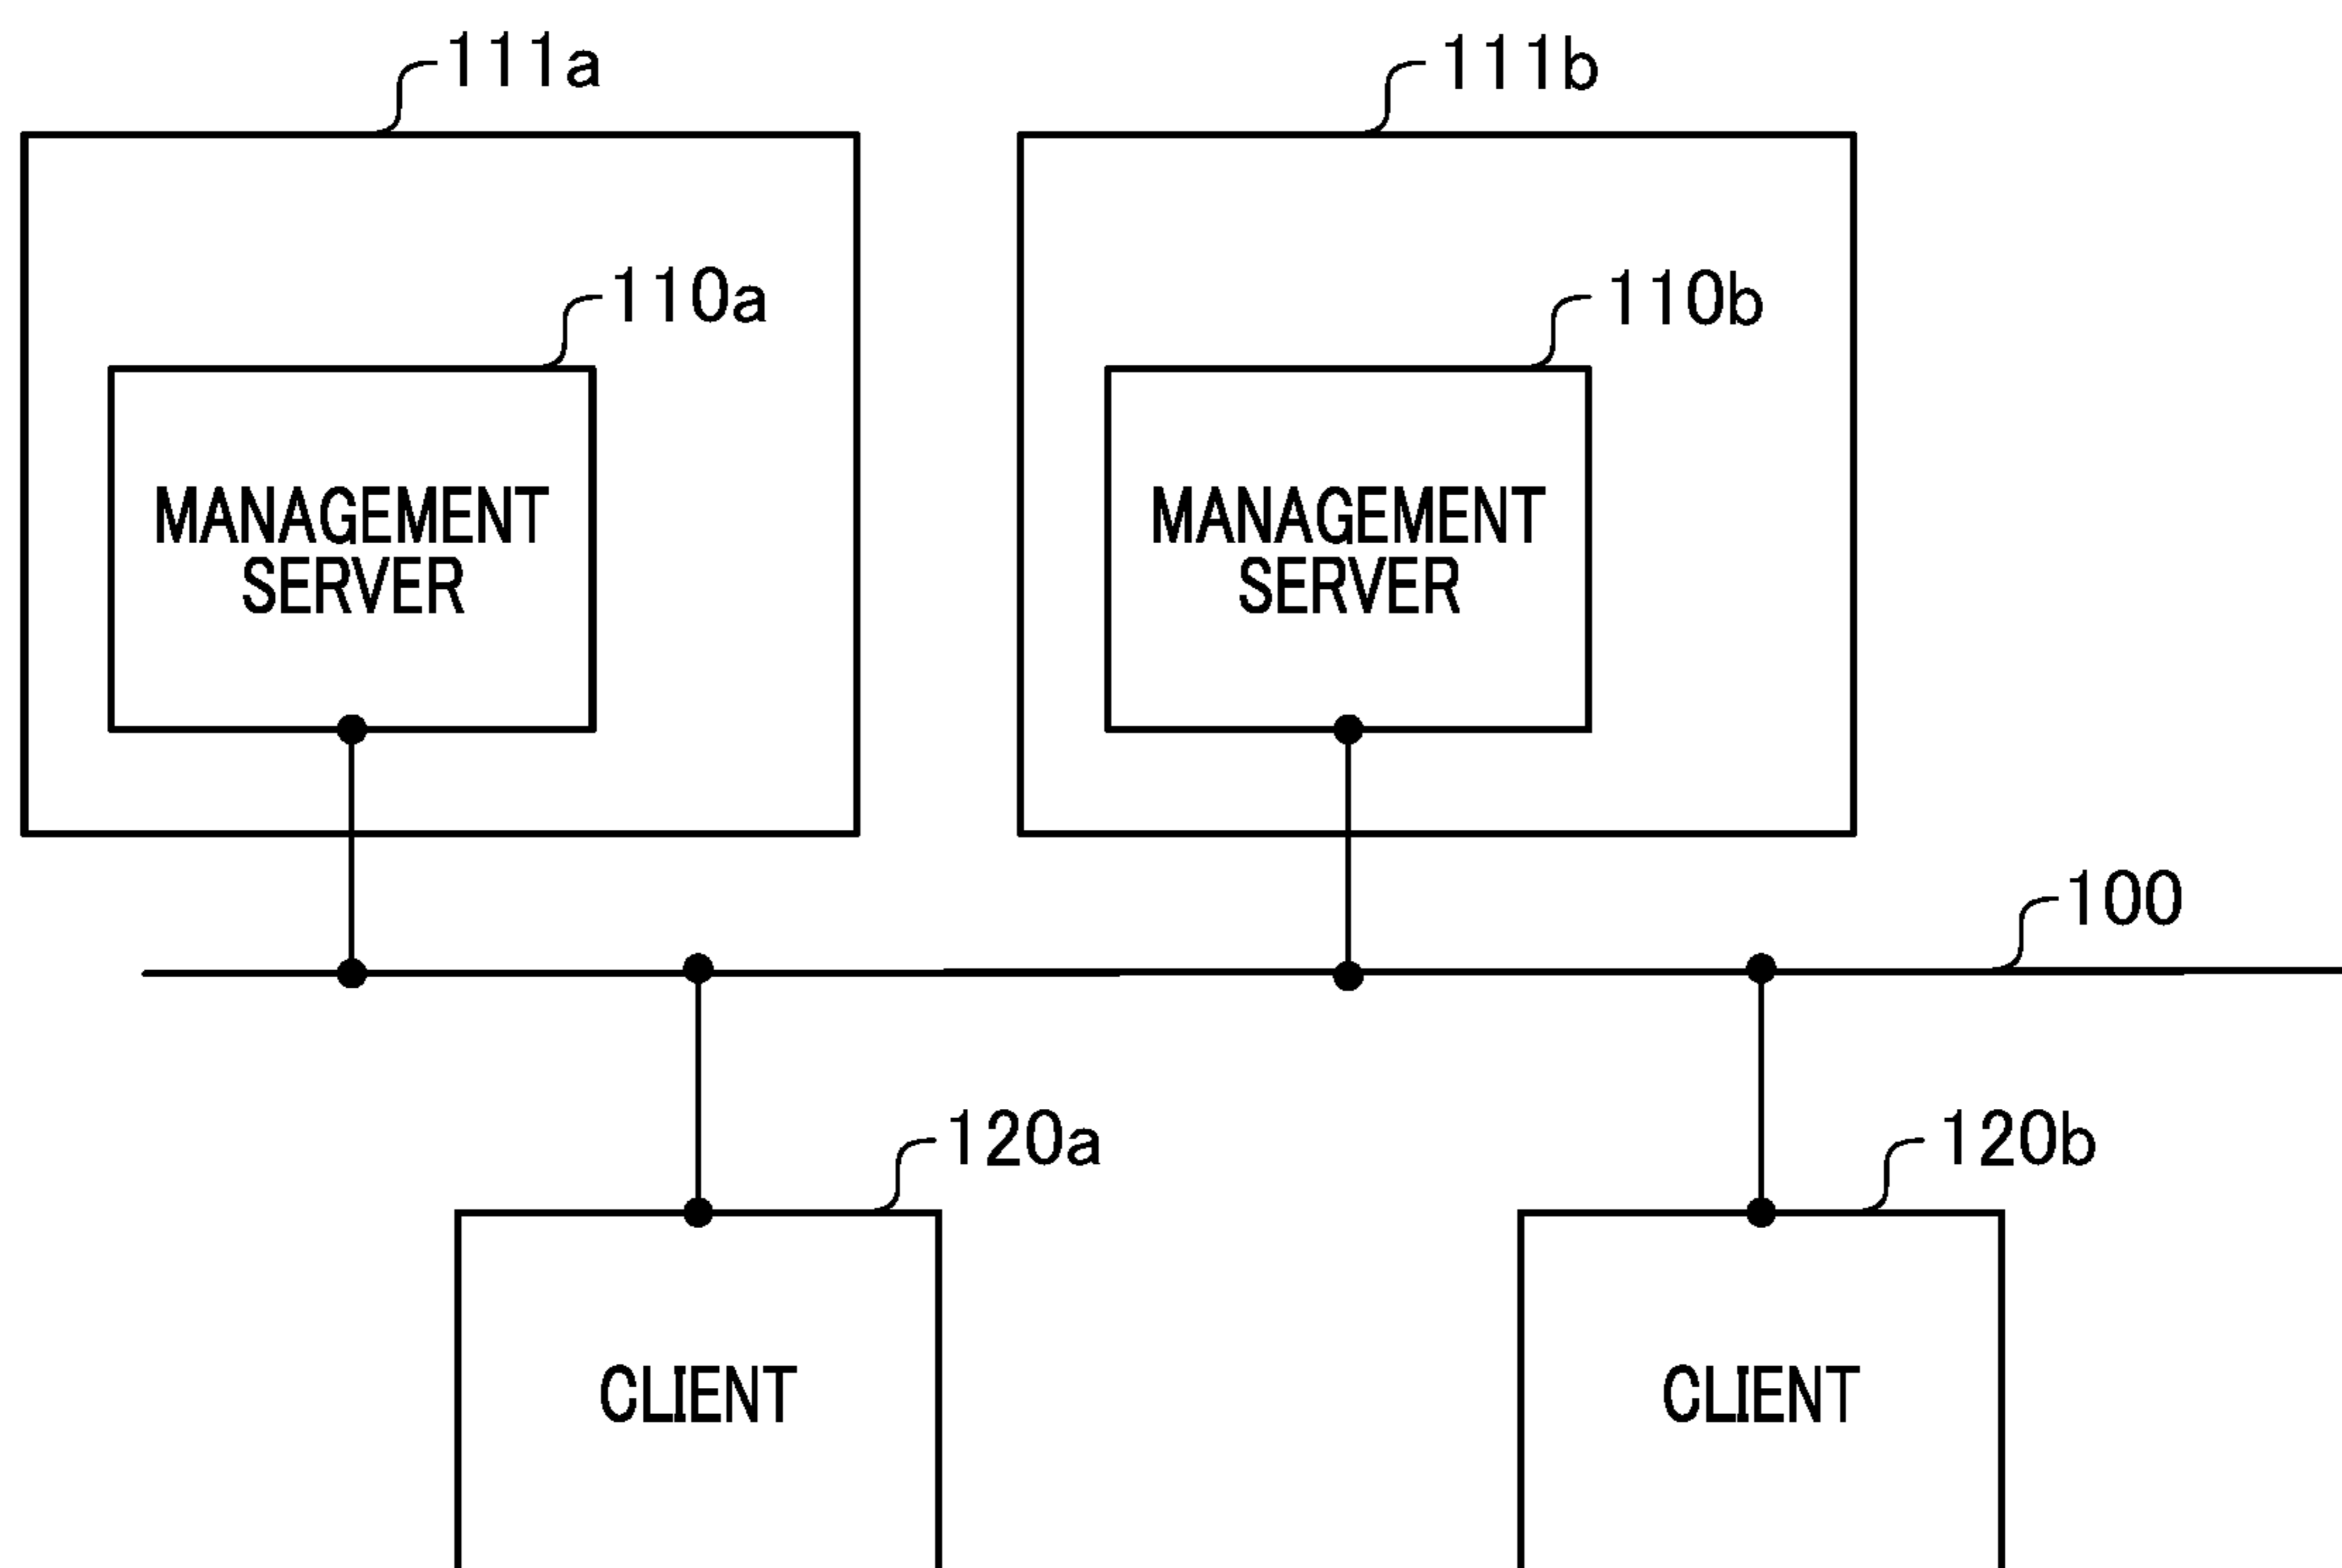 111a
111b
110a
110b
MANAGEMENT
SERVER
MANAGEMENT
SERVER
100
120a
120b
CLIENT
CLIENT